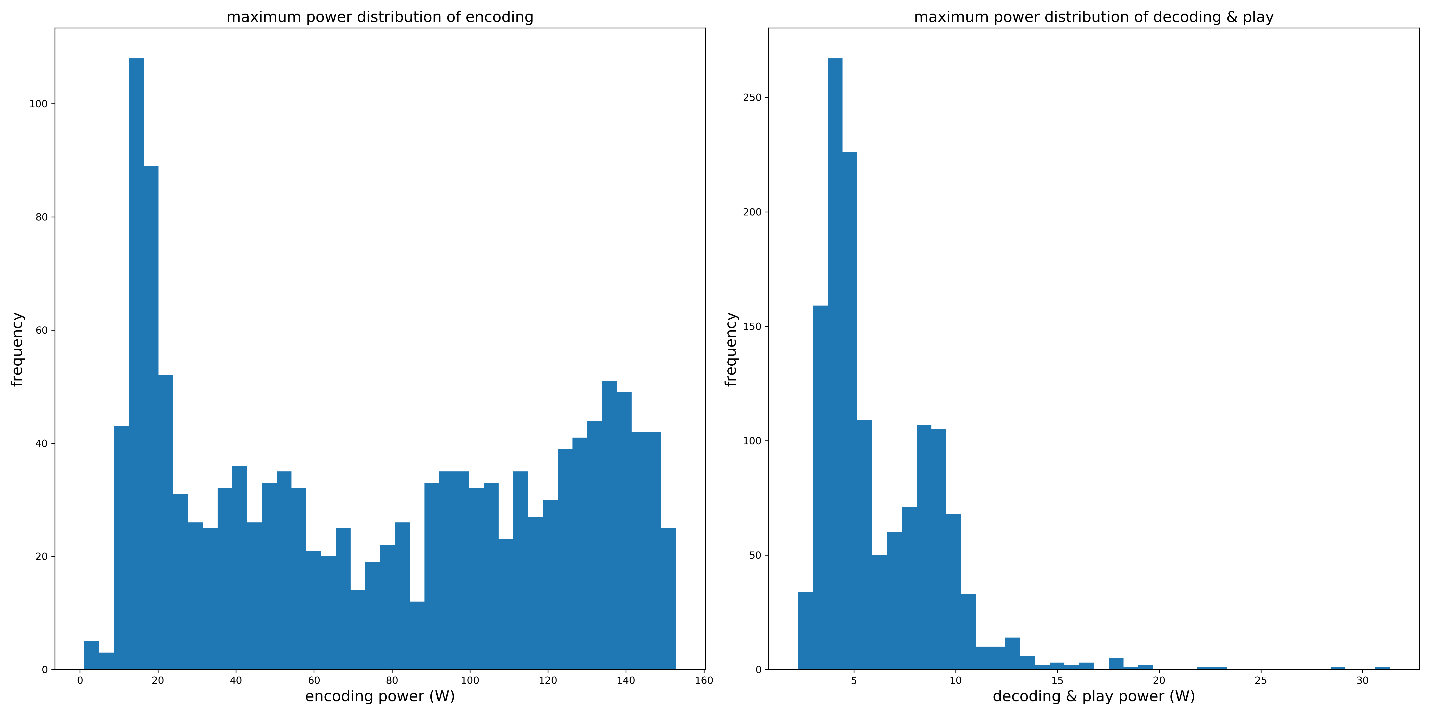 maximum power distribution of encoding
100
80
60
40
20
0
frequency
0 20 40 60 80 100 120 140 160
encoding power (W)
maximum power distribution of decoding & play
250
200
150
100
50
0
frequency
5 10 15 20 25 30
decoding & play power (W)